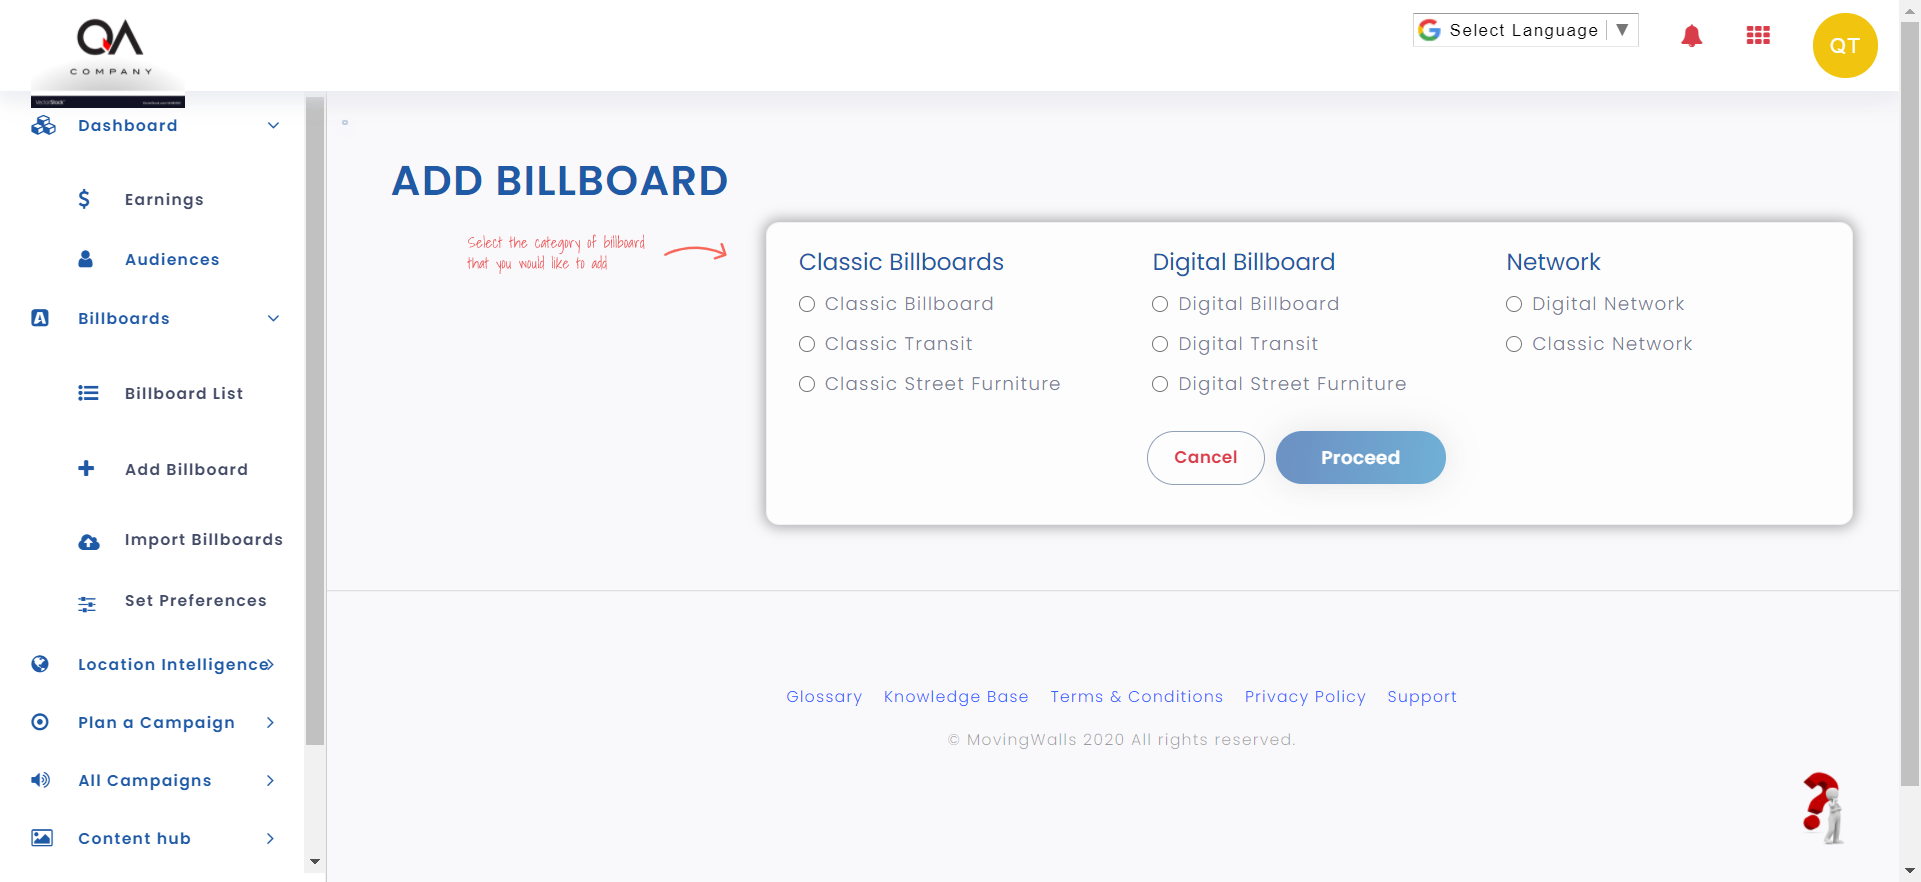 QA
COMPANY
Select Language ▼
QT
Dashboard
Earnings
Audiences
Billboards
Billboard List
Add Billboard
Import Billboards
Set Preferences
Location Intelligence
Plan a Campaign
All Campaigns
Content hub
ADD BILLBOARD
Select the category of billboard
that you would like to add
Classic Billboards
Classic Billboard
Classic Transit
Classic Street Furniture
Digital Billboard
Digital Billboard
Digital Transit
Digital Street Furniture
Network
Digital Network
Classic Network
Cancel Proceed
Glossary Knowledge Base Terms & Conditions Privacy Policy Support
© MovingWalls 2020 All rights reserved.